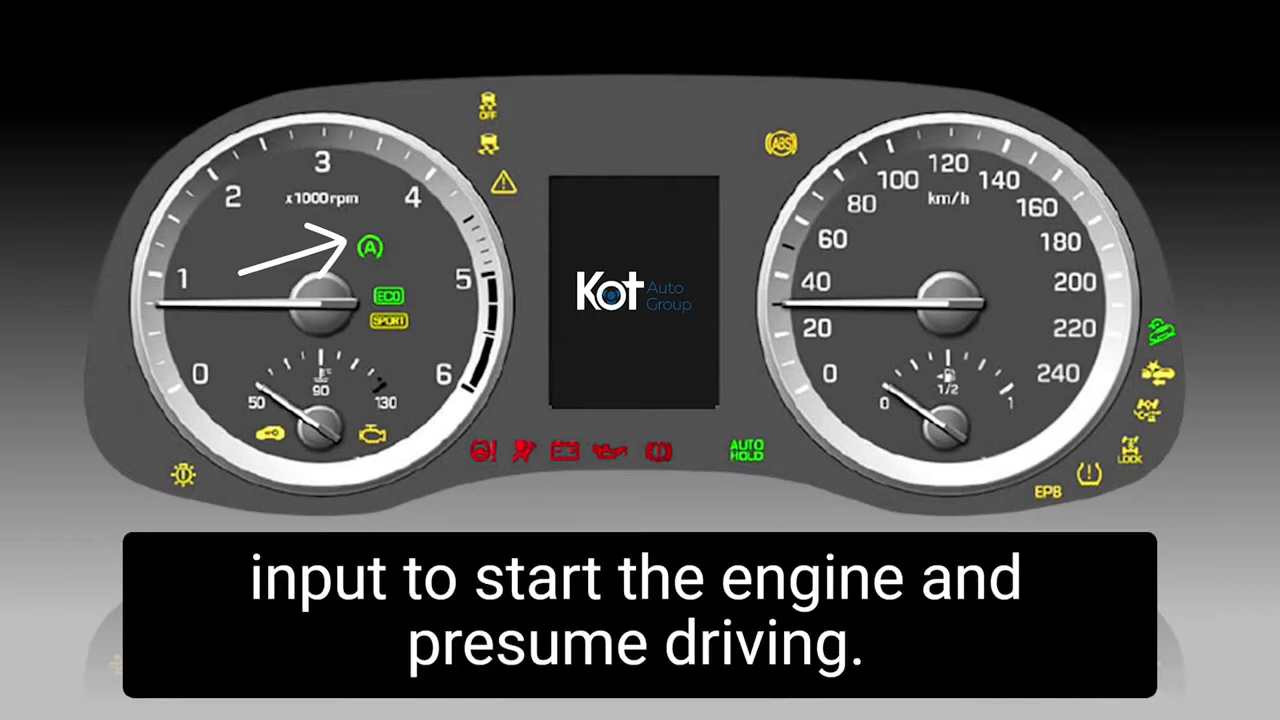 OFF
ABS
3
2
4
x1000rpm
1
5
0
6
A
ECO
SPORT
50
90
130
Kot Auto
Group
120
100
140
km/h
80
160
60
180
40
200
20
220
0
240
0
1/2
1
AUTO
HOLD
LOCK
EPB
input to start the engine and
presume driving.